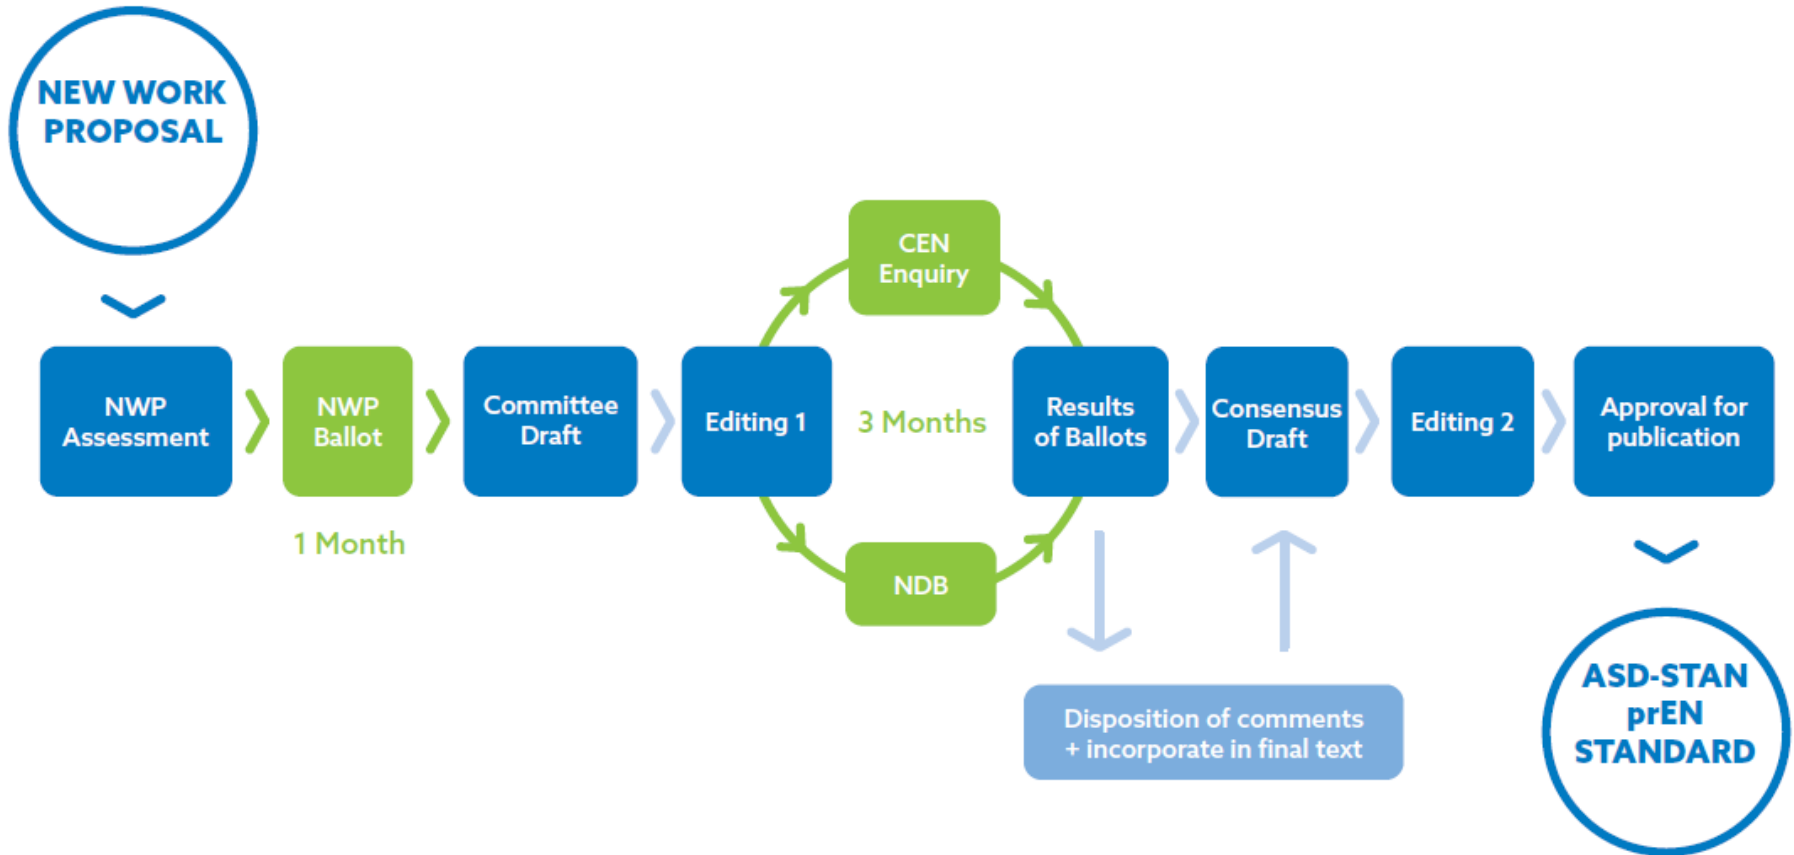 NEW WORK
PROPOSAL
NWP
Assessment
NWP
Ballot
1 Month
Committee
Draft
Editing 1
CEN
Enquiry
3 Months
NDB
Results
of Ballots
Disposition of comments
+ incorporate in final text
Consensus
Draft
Editing 2
Approval for
publication
ASD-STAN
prEN
STANDARD